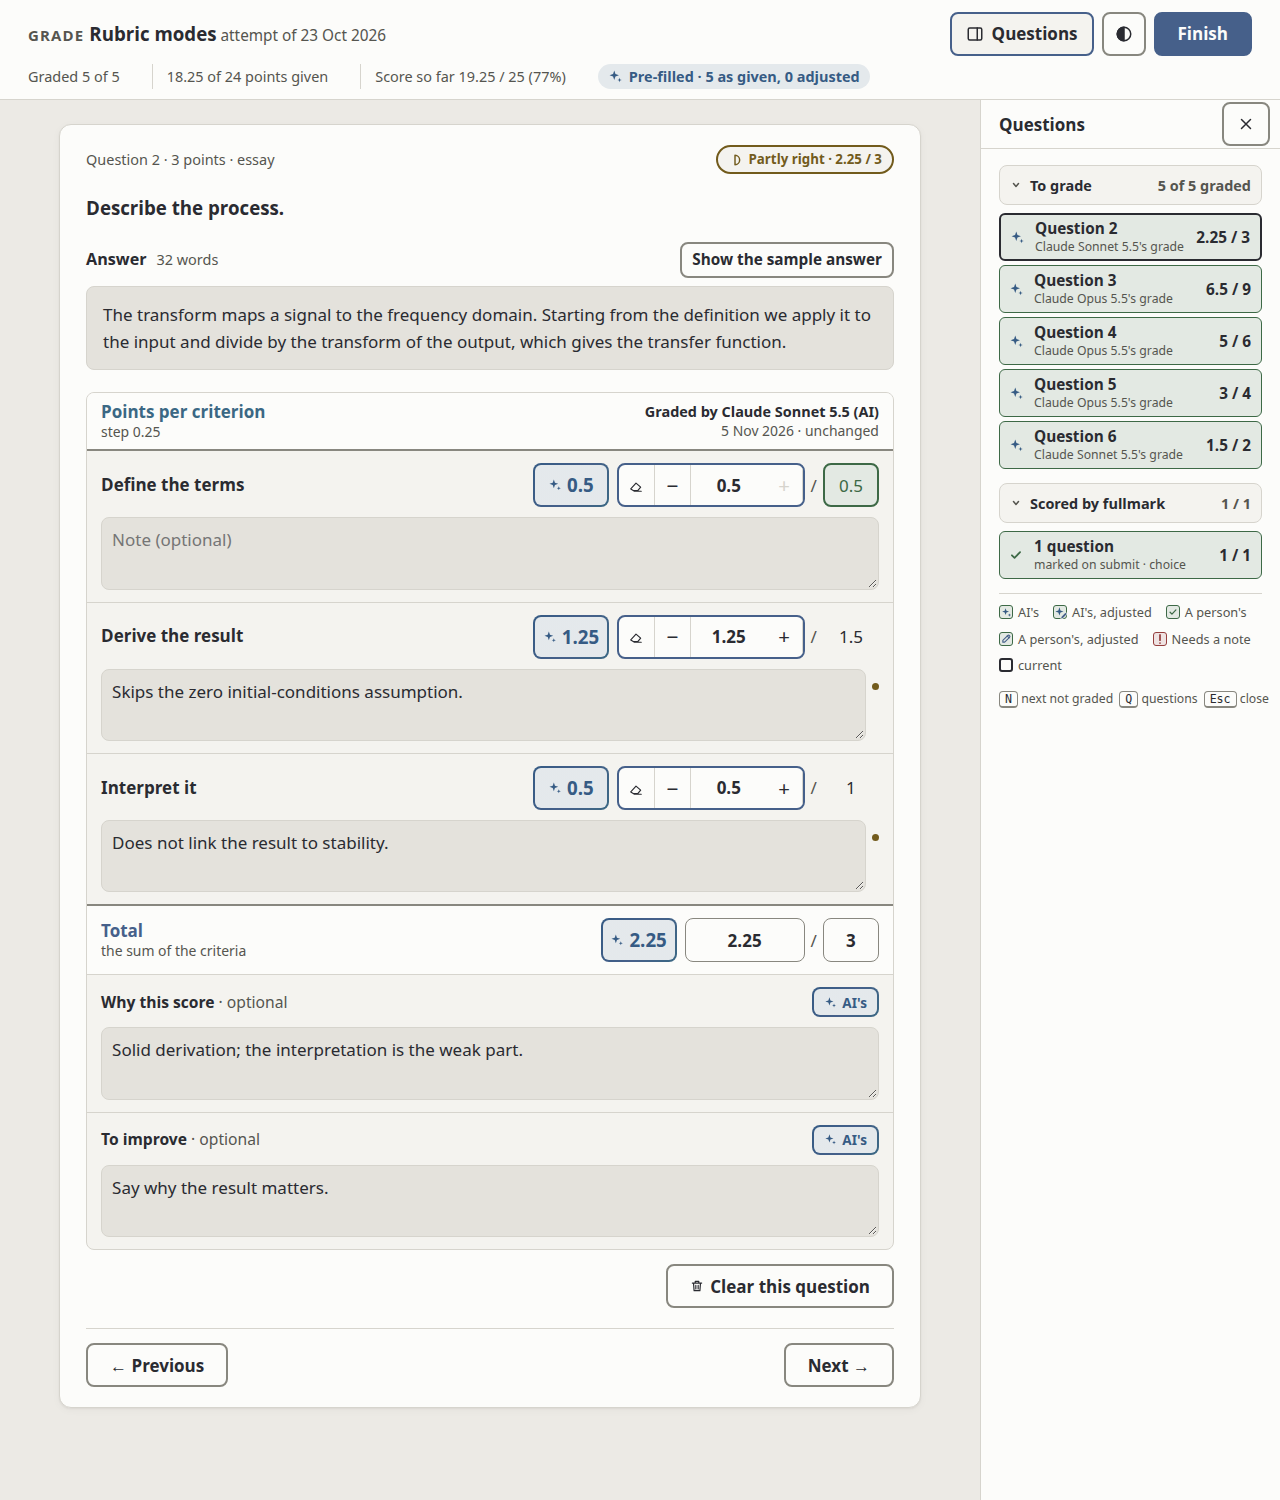 GRADE Rubric modes attempt of 23 Oct 2026
Questions
Finish
Graded 5 of 5
18.25 of 24 points given
Score so far 19.25 / 25 (77%)
Pre-filled · 5 as given, 0 adjusted
Question 2 · 3 points · essay
Partly right · 2.25 / 3
Describe the process.
Answer 32 words
Show the sample answer
The transform maps a signal to the frequency domain. Starting from the definition we apply it to
the input and divide by the transform of the output, which gives the transfer function.
Points per criterion
step 0.25
Graded by Claude Sonnet 5.5 (AI)
5 Nov 2026 · unchanged
Define the terms
0.5
− 0.5 + / 0.5
Note (optional)
Derive the result
1.25
− 1.25 + / 1.5
Skips the zero initial-conditions assumption.
Interpret it
0.5
− 0.5 + / 1
Does not link the result to stability.
Total
the sum of the criteria
2.25
2.25 / 3
Why this score · optional
AI's
Solid derivation; the interpretation is the weak part.
To improve · optional
AI's
Say why the result matters.
Clear this question
← Previous
Next →
Questions
To grade
5 of 5 graded
Question 2
Claude Sonnet 5.5's grade
2.25 / 3
Question 3
Claude Opus 5.5's grade
6.5 / 9
Question 4
Claude Opus 5.5's grade
5 / 6
Question 5
Claude Opus 5.5's grade
3 / 4
Question 6
Claude Sonnet 5.5's grade
1.5 / 2
Scored by fullmark
1 / 1
1 question
marked on submit · choice
1 / 1
AI's
AI's, adjusted
A person's
A person's, adjusted
Needs a note
current
N next not graded Q questions Esc close